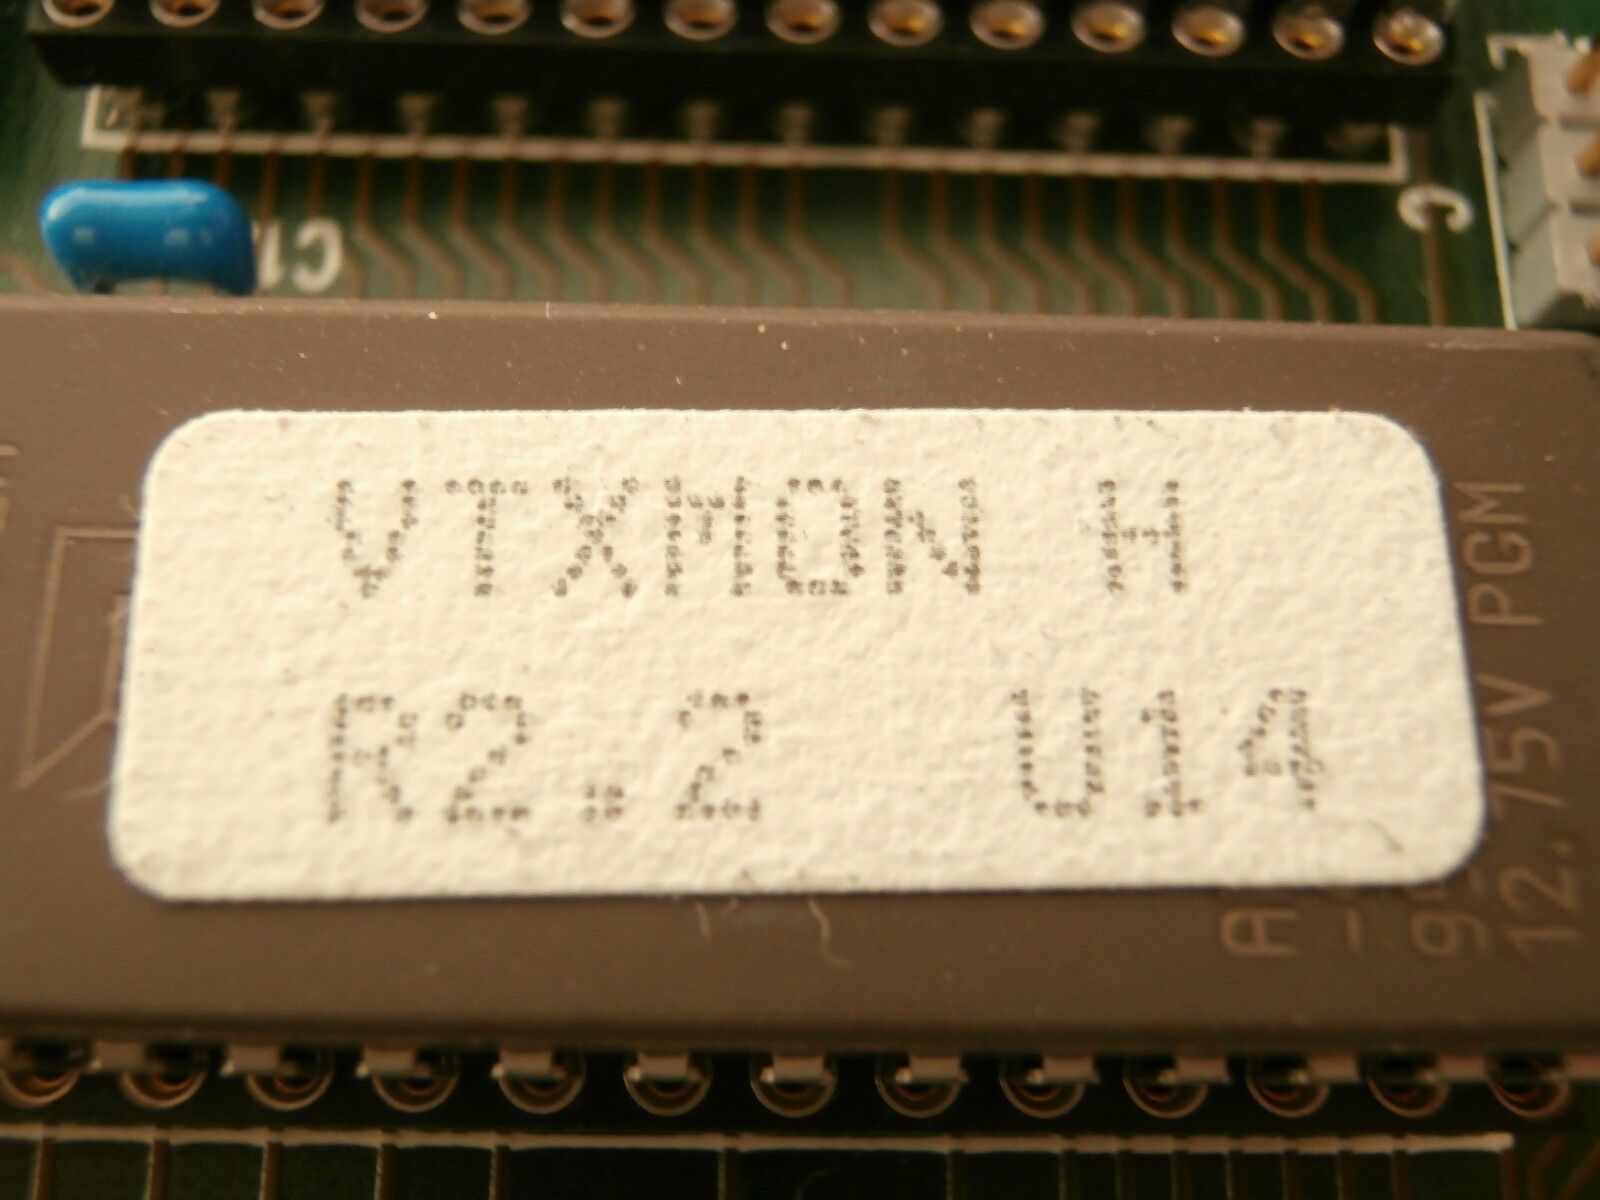 VTXMON H
R2.2 U14
12.75V PGM